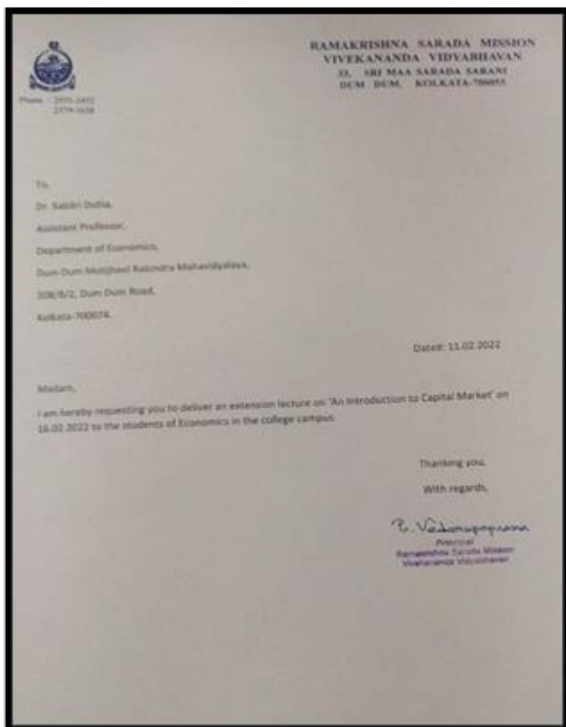 RAMAKRISHNA SARADA MISSION
VIVEKANANDA VIDYABHAVAN
33, SRI MAA SARADA SARANI
DUM DUM, KOLKATA-700055
Phone :
To,
Dr. Sabitri Dutta,
Assistant Professor,
Department of Economics,
Dum Dum Motijheel Rabindra Mahavidyalaya,
208/B/2, Dum Dum Road,
Kolkata-700074.
Dated: 11.02.2022
Madam,
I am hereby requesting you to deliver an extension lecture on 'An Introduction to Capital Market' on
16.02.2022 to the students of Economics in the college campus.
Thanking you,
With regards,
Principal
Ramakrishna Sarada Mission
Vivekananda Vidyabhavan